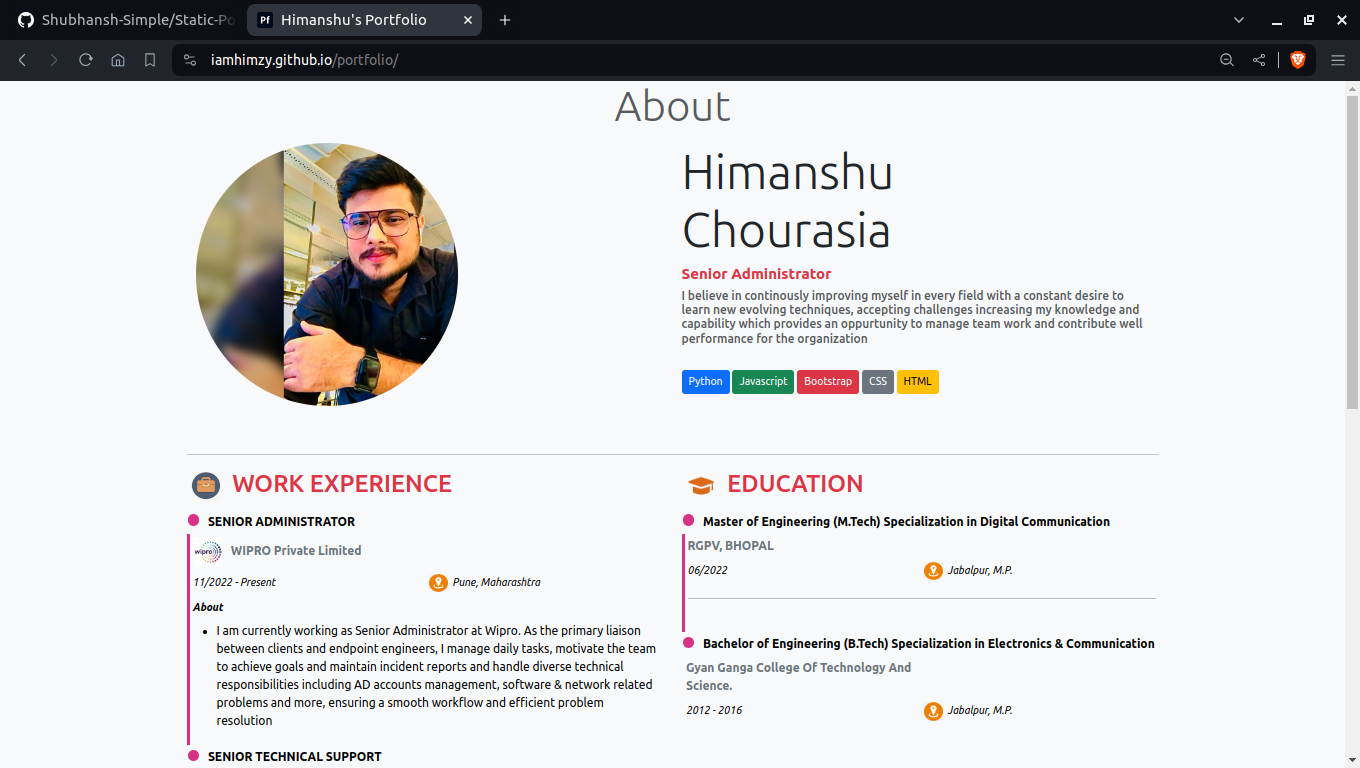 Shubhansh-Simple/Static-Po
Pf Himanshu's Portfolio
iamhimzy.github.io/portfolio/
About
Himanshu
Chourasia
Senior Administrator
I believe in continously improving myself in every field with a constant desire to
learn new evolving techniques, accepting challenges increasing my knowledge and
capability which provides an oppurtunity to manage team work and contribute well
performance for the organization
Python Javascript Bootstrap CSS HTML
WORK EXPERIENCE
SENIOR ADMINISTRATOR
wipro WIPRO Private Limited
11/2022 - Present Pune, Maharashtra
About
I am currently working as Senior Administrator at Wipro. As the primary liaison
between clients and endpoint engineers, I manage daily tasks, motivate the team
to achieve goals and maintain incident reports and handle diverse technical
responsibilities including AD accounts management, software & network related
problems and more, ensuring a smooth workflow and efficient problem
resolution
SENIOR TECHNICAL SUPPORT
EDUCATION
Master of Engineering (M.Tech) Specialization in Digital Communication
RGPV, BHOPAL
06/2022 Jabalpur, M.P.
Bachelor of Engineering (B.Tech) Specialization in Electronics & Communication
Gyan Ganga College Of Technology And
Science.
2012 - 2016 Jabalpur, M.P.